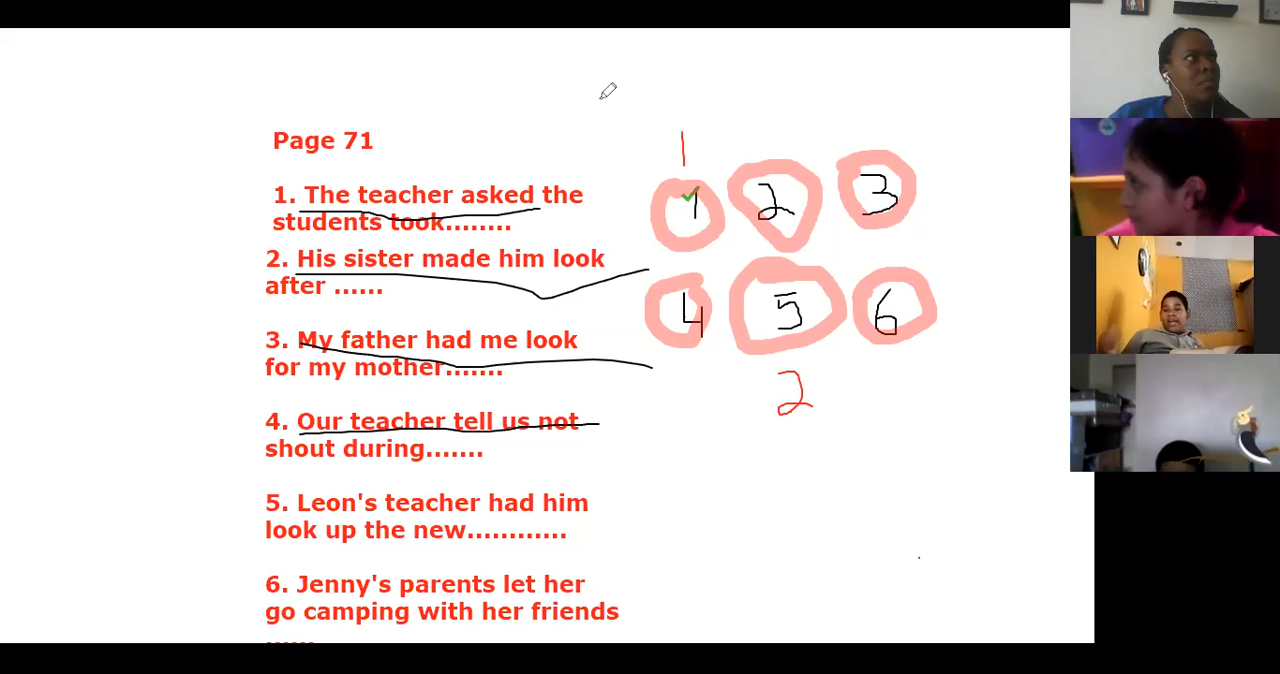 Page 71
1. The teacher asked the
students took........
2. His sister made him look
after ......
3. My father had me look
for my mother.......
4. Our teacher tell us not
shout during.......
5. Leon's teacher had him
look up the new............
6. Jenny's parents let her
go camping with her friends
1
1 2 3
4 5 6
2